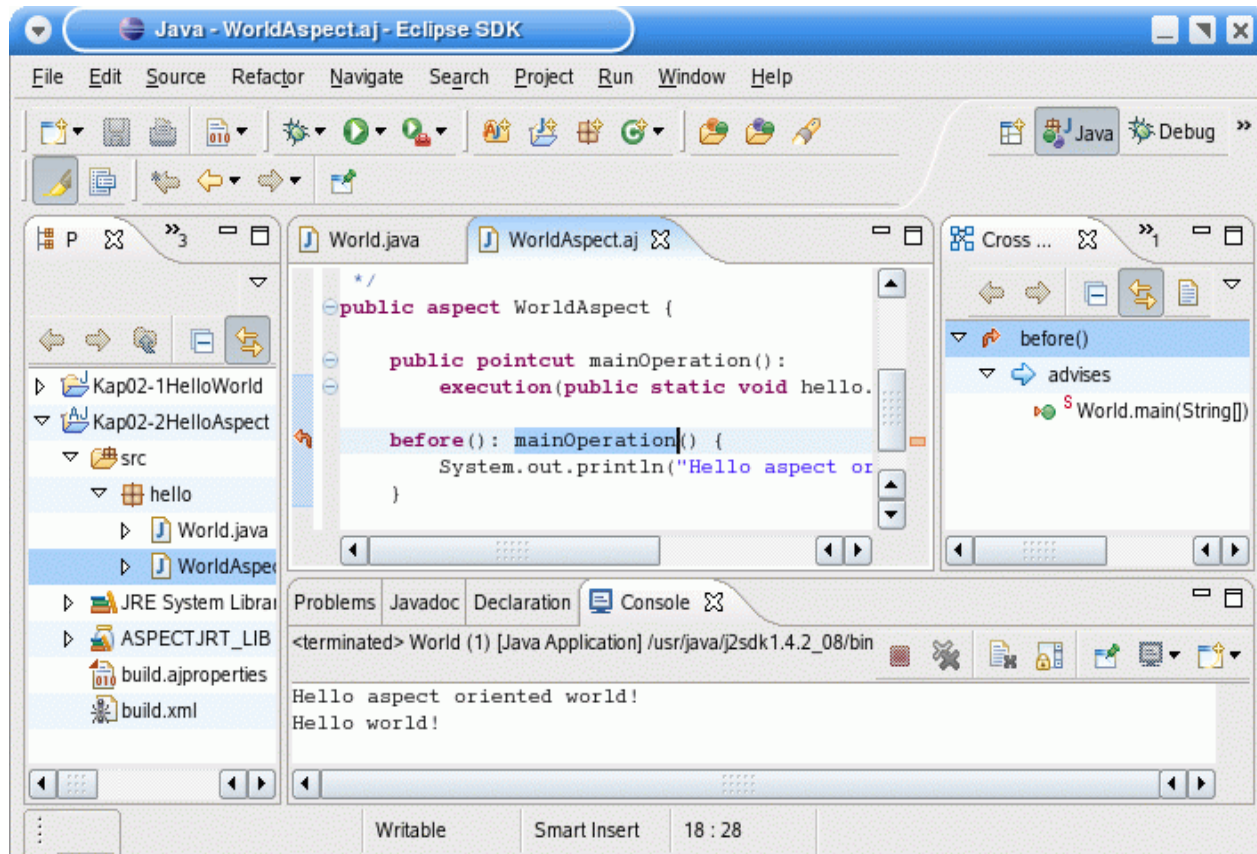 Java - WorldAspect.aj - Eclipse SDK
File Edit Source Refactor Navigate Search Project Run Window Help
Java Debug »
P »3
Kap02-1HelloWorld
Kap02-2HelloAspect
src
hello
World.java
WorldAspec
JRE System Librar
ASPECTJRT_LIB
build.ajproperties
build.xml
World.java WorldAspect.aj
*/
public aspect WorldAspect {
public pointcut mainOperation():
execution(public static void hello.
before(): mainOperation() {
System.out.println("Hello aspect or
}
Cross ... »1
before()
advises
S World.main(String[])
Problems Javadoc Declaration Console
<terminated> World (1) [Java Application] /usr/java/j2sdk1.4.2_08/bin
Hello aspect oriented world!
Hello world!
Writable Smart Insert 18 : 28